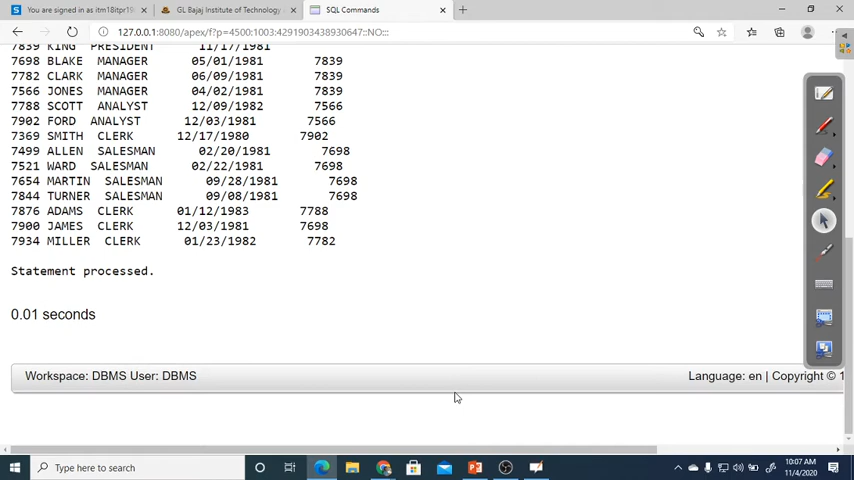 You are signed in as itm18itpr19
GL Bajaj Institute of Technology
SQL Commands
127.0.0.1:8080/apex/f?p=4500:1003:4291903438930647::NO:::
7839 KING PRESIDENT 11/17/1981
7698 BLAKE MANAGER 05/01/1981 7839
7782 CLARK MANAGER 06/09/1981 7839
7566 JONES MANAGER 04/02/1981 7839
7788 SCOTT ANALYST 12/09/1982 7566
7902 FORD ANALYST 12/03/1981 7566
7369 SMITH CLERK 12/17/1980 7902
7499 ALLEN SALESMAN 02/20/1981 7698
7521 WARD SALESMAN 02/22/1981 7698
7654 MARTIN SALESMAN 09/28/1981 7698
7844 TURNER SALESMAN 09/08/1981 7698
7876 ADAMS CLERK 01/12/1983 7788
7900 JAMES CLERK 12/03/1981 7698
7934 MILLER CLERK 01/23/1982 7782
Statement processed.
0.01 seconds
Workspace: DBMS User: DBMS
Language: en | Copyright © 1
Type here to search
10:07 AM
11/4/2020